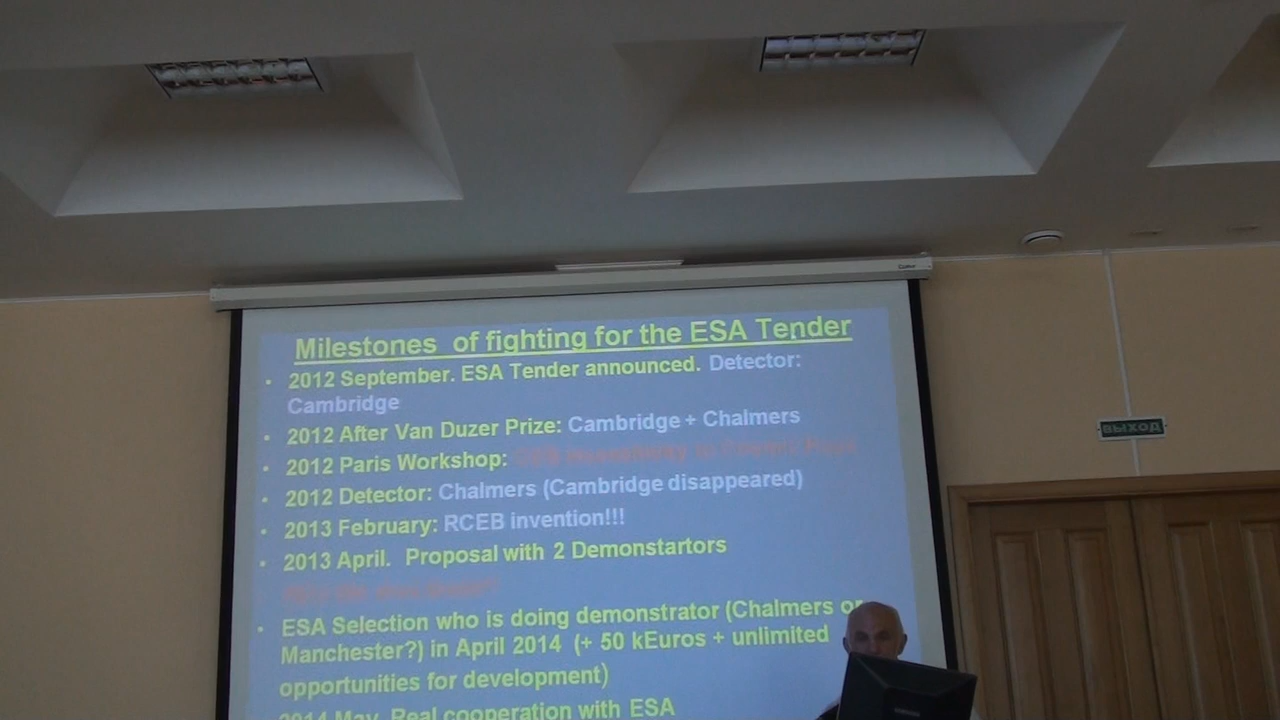 Milestones of fighting for the ESA Tender
• 2012 September. ESA Tender announced. Detector:
Cambridge
• 2012 After Van Duzer Prize: Cambridge + Chalmers
• 2012 Paris Workshop:
• 2012 Detector: Chalmers (Cambridge disappeared)
• 2013 February: RCEB invention!!!
• 2013 April. Proposal with 2 Demonstartors
• ESA Selection who is doing demonstrator (Chalmers or
Manchester?) in April 2014 (+ 50 kEuros + unlimited
opportunities for development)
2014 May. Real cooperation with ESA
ВЫХОД